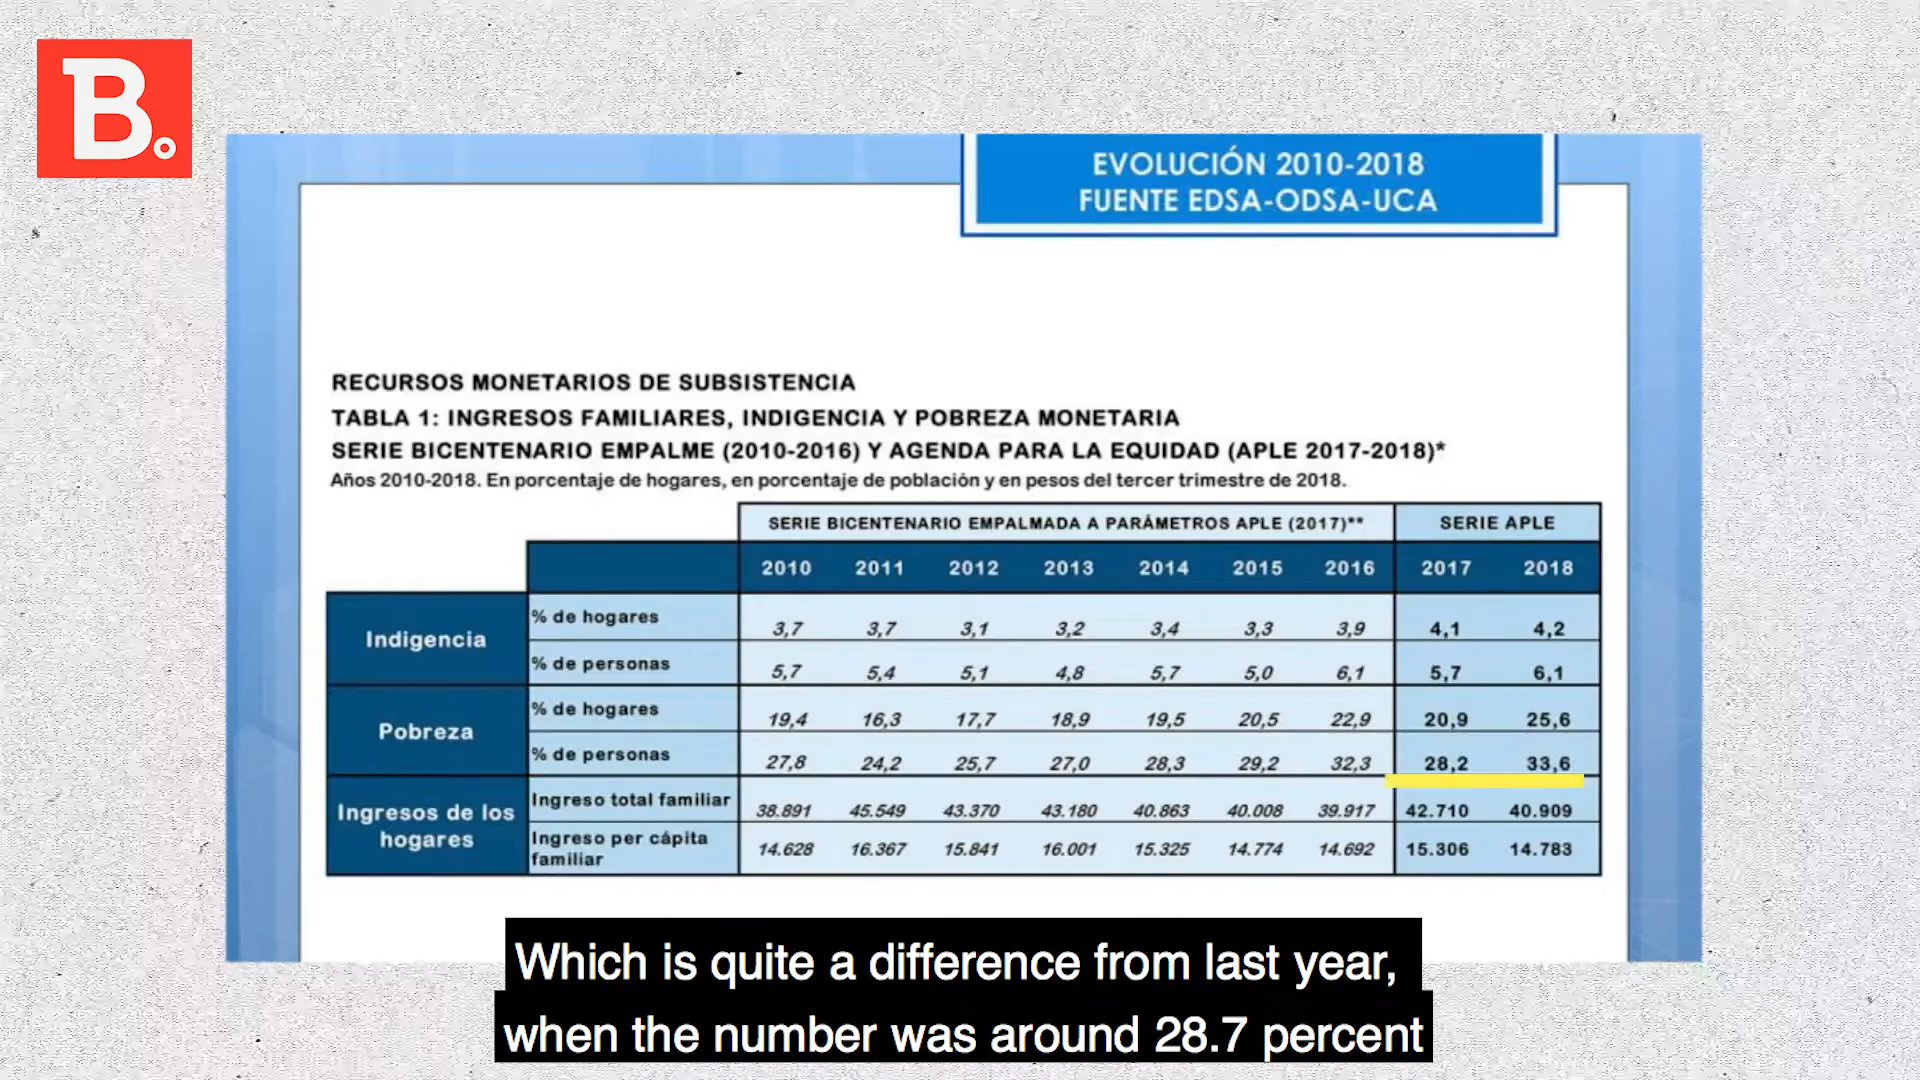 B.
EVOLUCIÓN 2010-2018
FUENTE EDSA-ODSA-UCA
RECURSOS MONETARIOS DE SUBSISTENCIA
TABLA 1: INGRESOS FAMILIARES, INDIGENCIA Y POBREZA MONETARIA
SERIE BICENTENARIO EMPALME (2010-2016) Y AGENDA PARA LA EQUIDAD (APLE 2017-2018)*
Años 2010-2018. En porcentaje de hogares, en porcentaje de población y en pesos del tercer trimestre de 2018.
SERIE BICENTENARIO EMPALMADA A PARÁMETROS APLE (2017)** SERIE APLE
2010 2011 2012 2013 2014 2015 2016 2017 2018
Indigencia
% de hogares 3,7 3,7 3,1 3,2 3,4 3,3 3,9 4,1 4,2
% de personas 5,7 5,4 5,1 4,8 5,7 5,0 6,1 5,7 6,1
Pobreza
% de hogares 19,4 16,3 17,7 18,9 19,5 20,5 22,9 20,9 25,6
% de personas 27,8 24,2 25,7 27,0 28,3 29,2 32,3 28,2 33,6
Ingresos de los
hogares
Ingreso total familiar 38.891 45.549 43.370 43.180 40.863 40.008 39.917 42.710 40.909
Ingreso per cápita
familiar 14.628 16.367 15.841 16.001 15.325 14.774 14.692 15.306 14.783
Which is quite a difference from last year,
when the number was around 28.7 percent